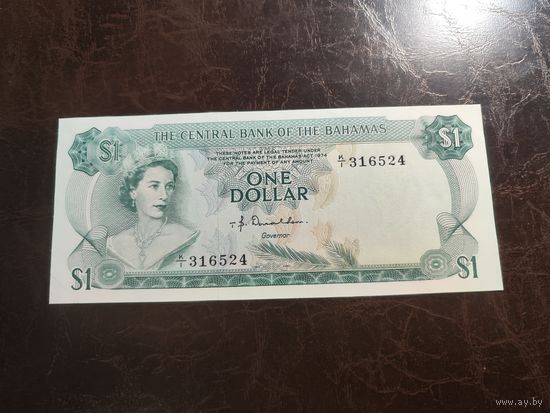 THE CENTRAL BANK OF THE BAHAMAS
$1
$1
THESE NOTES ARE LEGAL TENDER UNDER
THE CENTRAL BANK OF THE BAHAMAS ACT 1974
FOR THE PAYMENT OF ANY AMOUNT
K/1 316524
ONE
DOLLAR
Governor
K/1 316524
$1
$1
www.ay.by